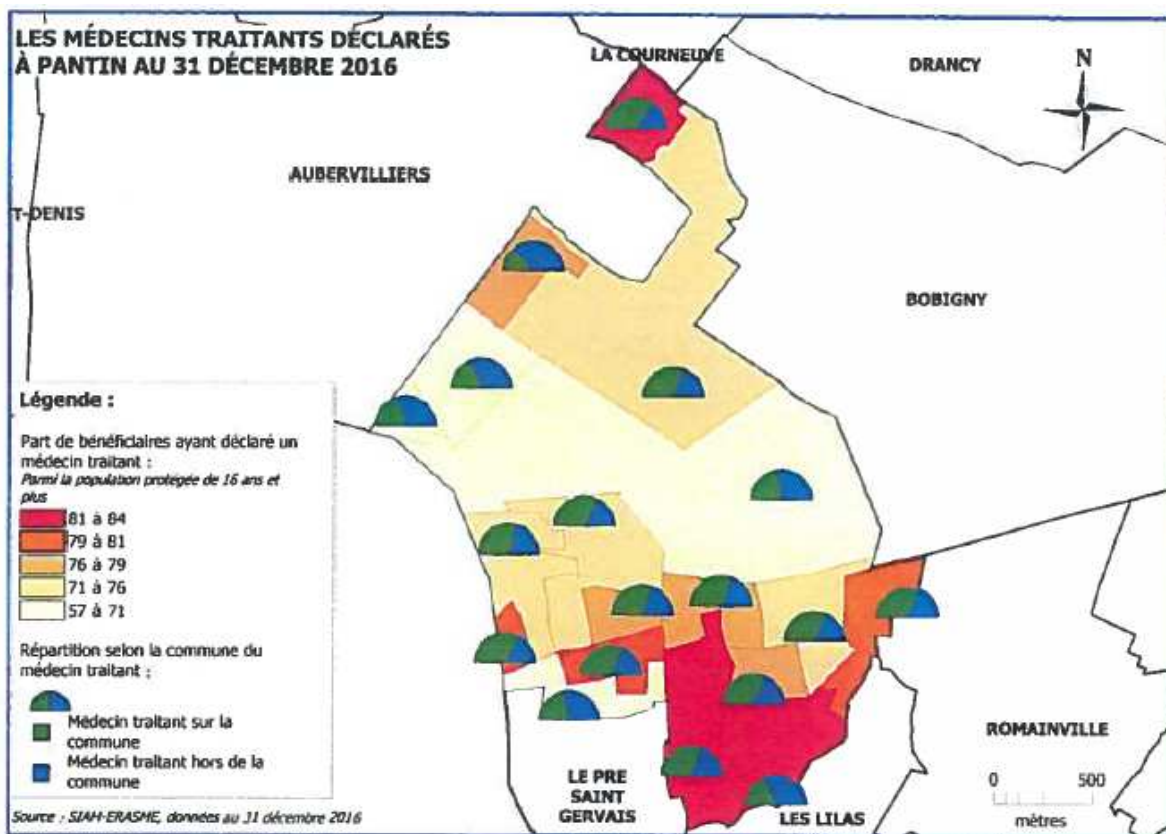 LES MÉDECINS TRAITANTS DÉCLARÉS
À PANTIN AU 31 DÉCEMBRE 2016
LA COURNEUVE
DRANCY
N
AUBERVILLIERS
T-DENIS
BOBIGNY
Légende :
Part de bénéficiaires ayant déclaré un
médecin traitant :
Parmi la population protégée de 16 ans et
plus
81 à 84
79 à 81
76 à 79
71 à 76
57 à 71
Répartition selon la commune du
médecin traitant :
Médecin traitant sur la
commune
Médecin traitant hors de la
commune
ROMAINVILLE
LE PRE
SAINT
GERVAIS
LES LILAS
0 500
mètres
Source : SIAM-ERASME, données au 31 décembre 2016